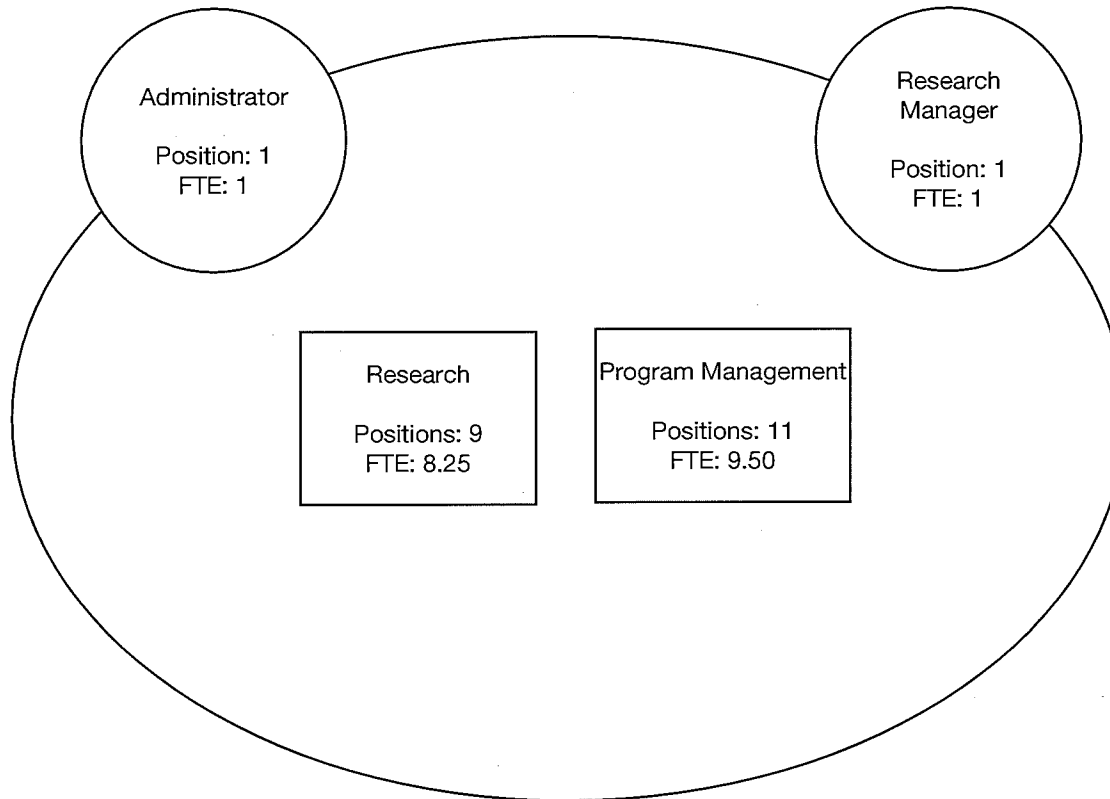 Administrator
Position: 1
FTE: 1
Research
Manager
Position: 1
FTE: 1
Research
Positions: 9
FTE: 8.25
Program Management
Positions: 11
FTE: 9.50